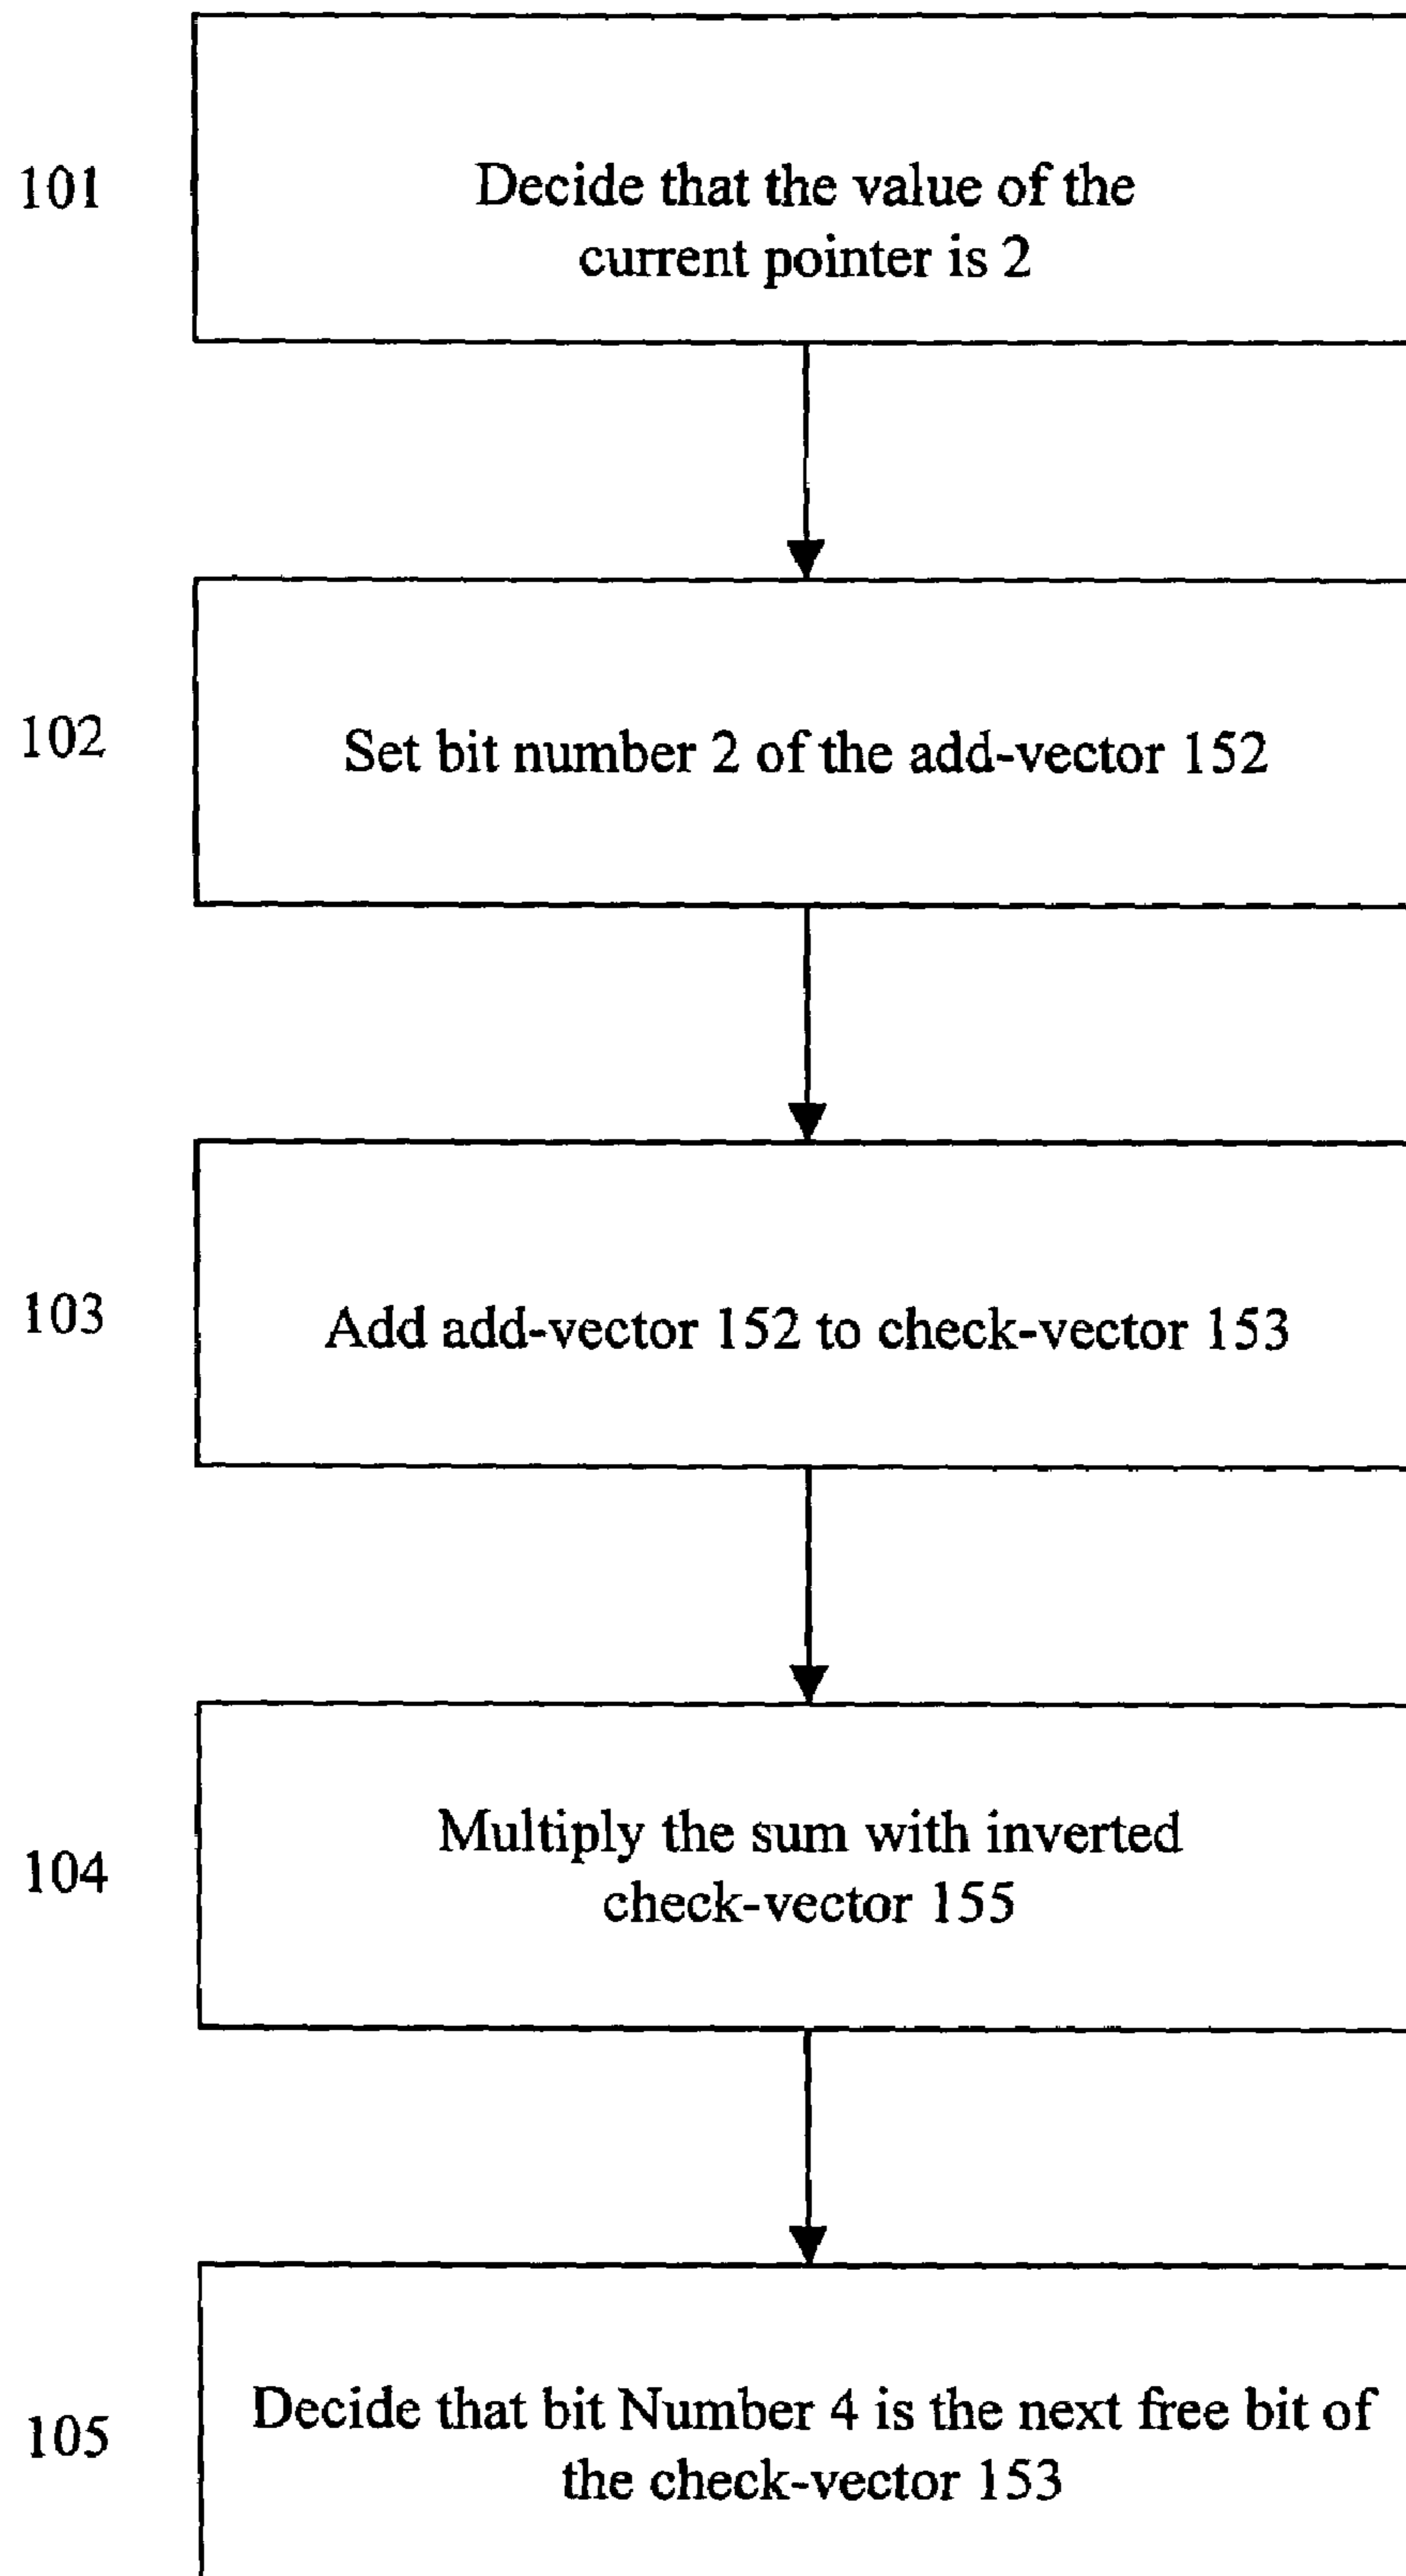 101
Decide that the value of the
current pointer is 2
102
Set bit number 2 of the add-vector 152
103
Add add-vector 152 to check-vector 153
104
Multiply the sum with inverted
check-vector 155
105
Decide that bit Number 4 is the next free bit of
the check-vector 153